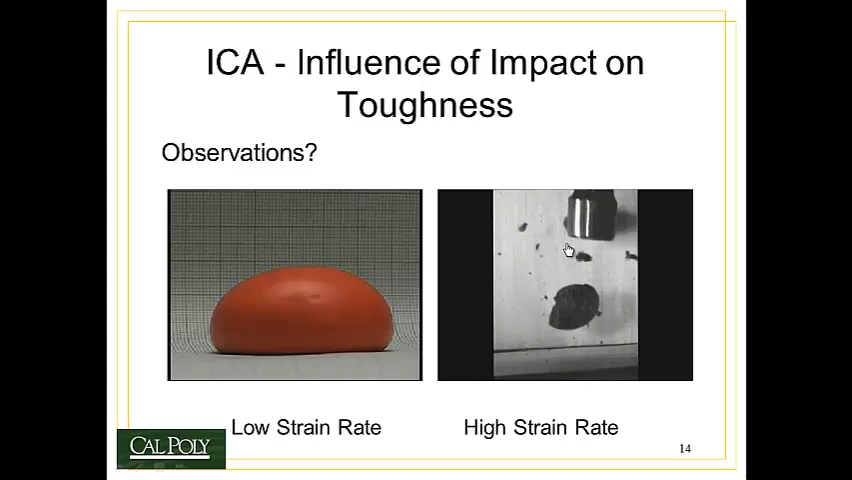 ICA - Influence of Impact on
Toughness
Observations?
Low Strain Rate
High Strain Rate
CAL POLY
14